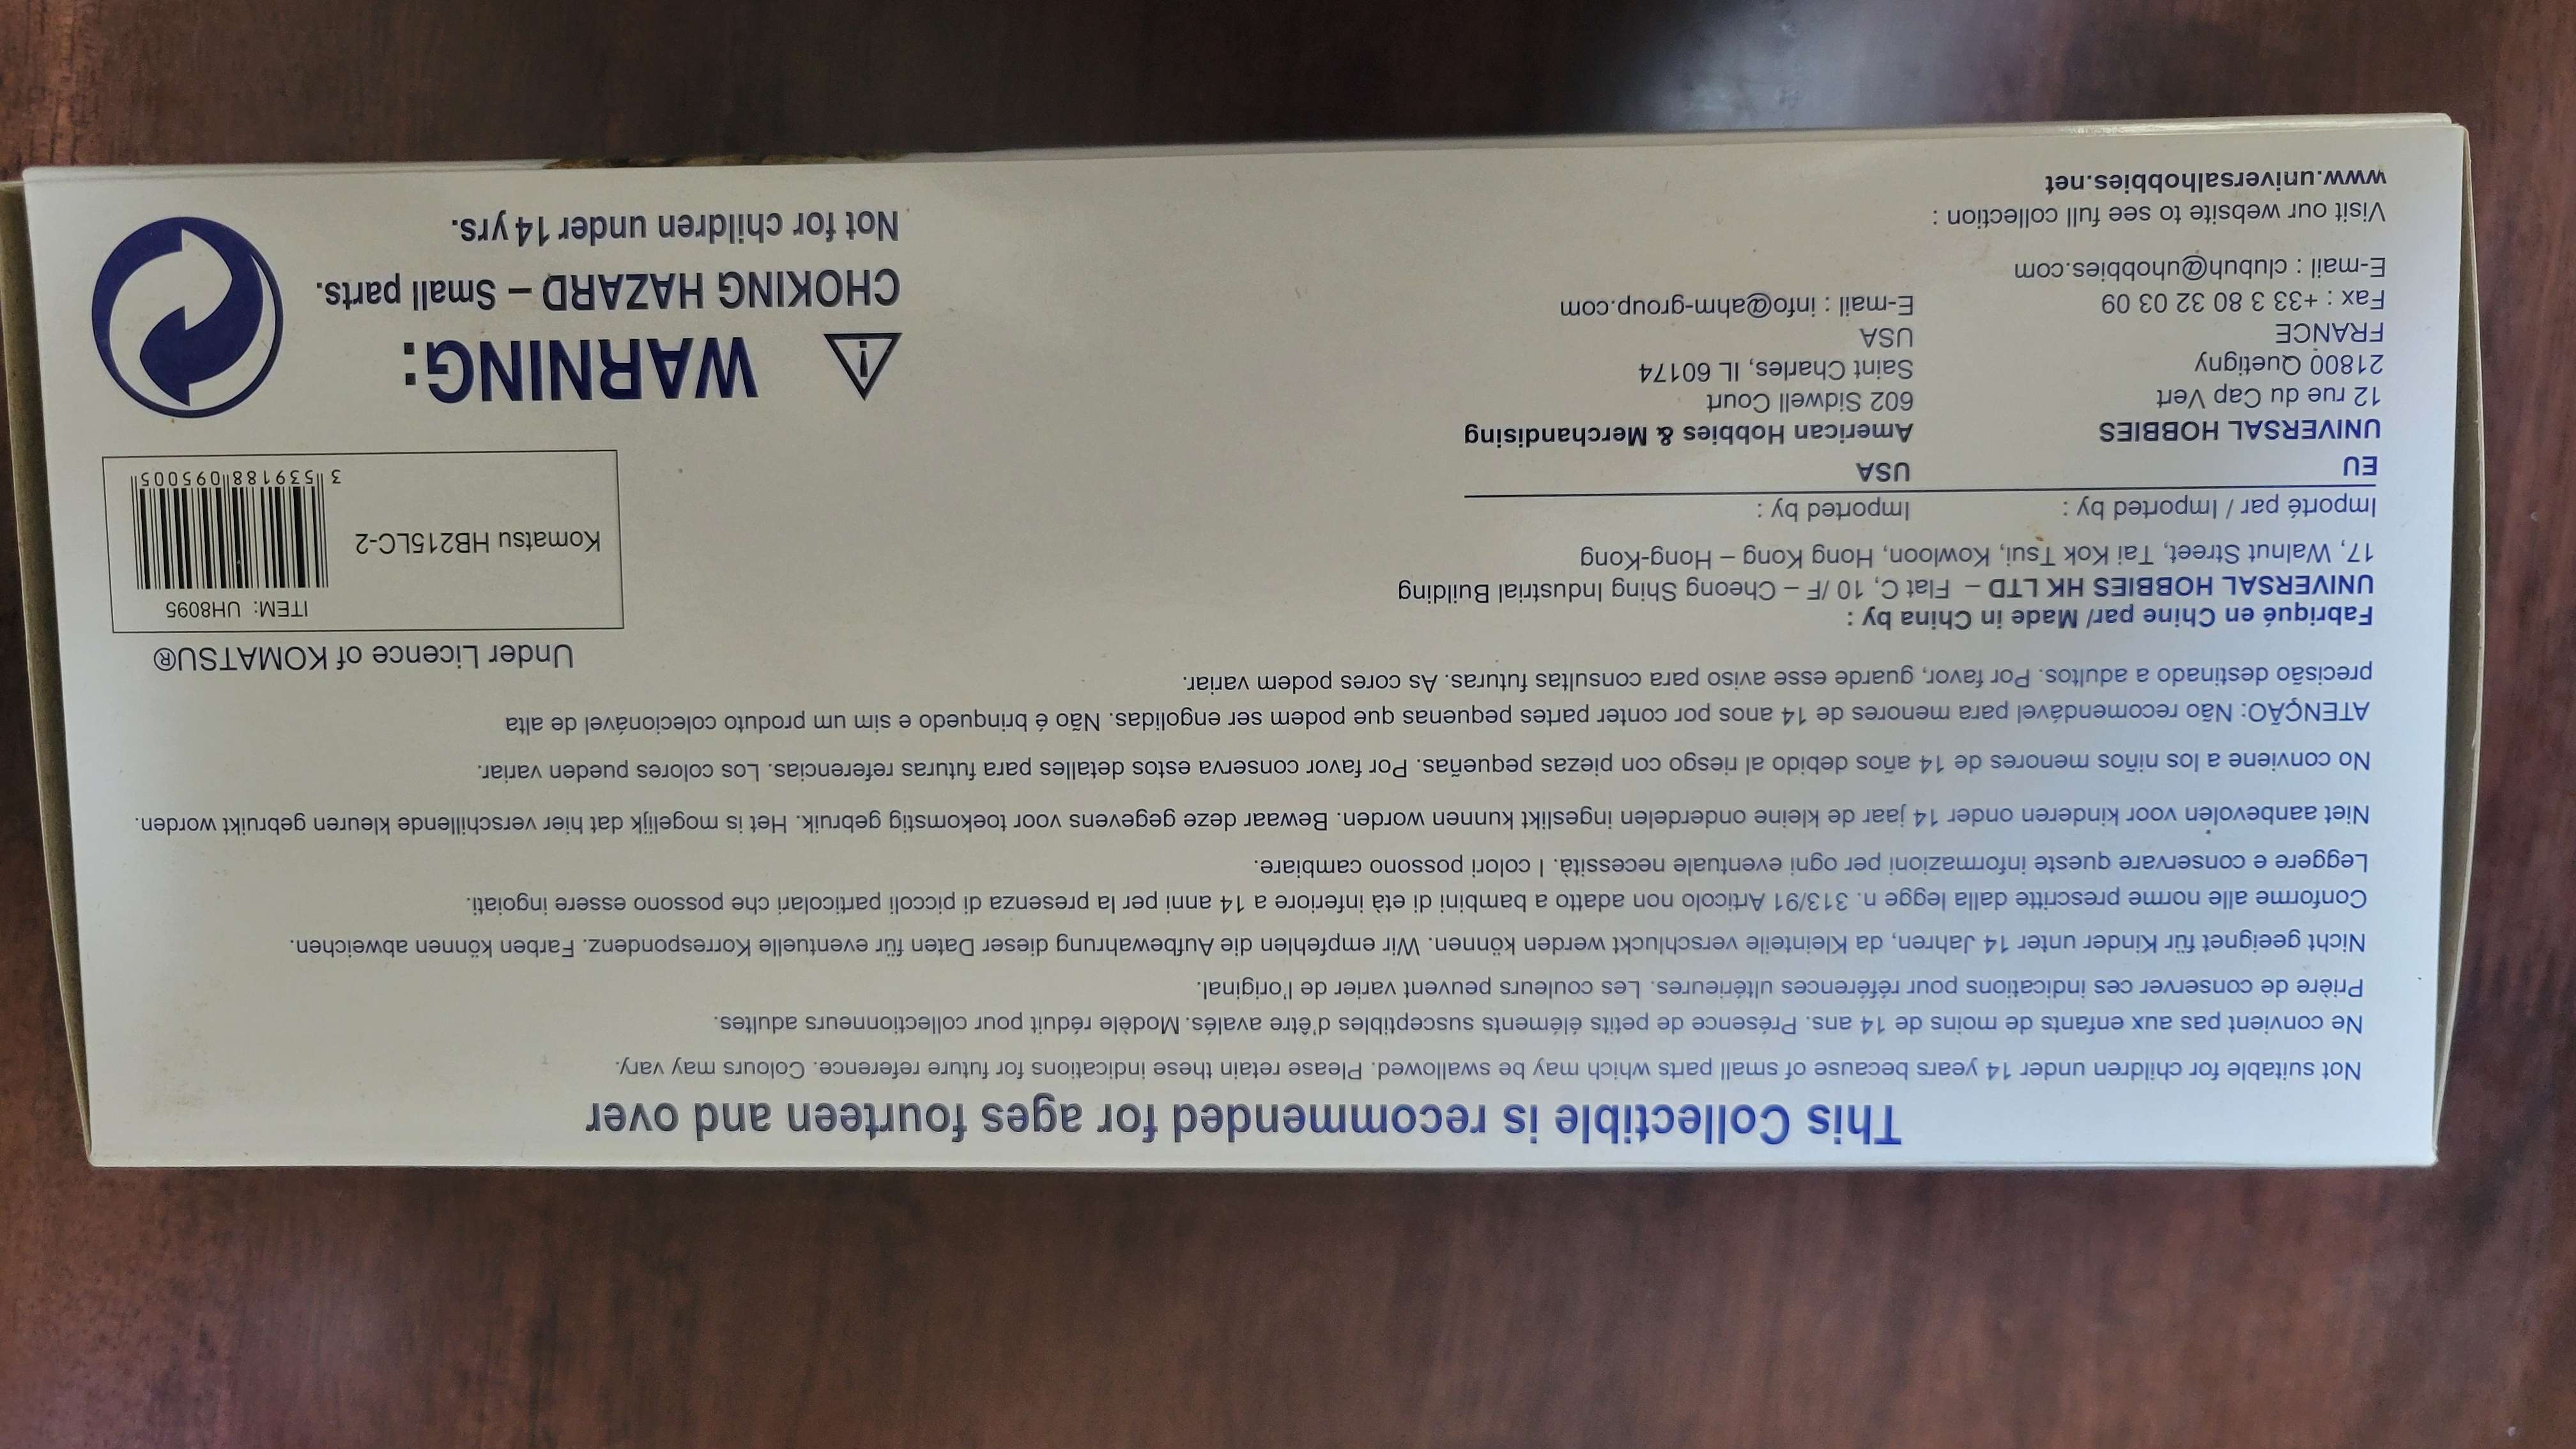 This Collectible is recommended for ages fourteen and over
Not suitable for children under 14 years because of small parts which may be swallowed. Please retain these indications for future reference. Colours may vary.
Ne convient pas aux enfants de moins de 14 ans. Présence de petits éléments susceptibles d'être avalés. Modèle réduit pour collectionneurs adultes.
Prière de conserver ces indications pour références ultérieures. Les couleurs peuvent varier de l'original.
Nicht geeignet für Kinder unter 14 Jahren, da Kleinteile verschluckt werden können. Wir empfehlen die Aufbewahrung dieser Daten für eventuelle Korrespondenz. Farben können abweichen.
Conforme alle norme prescritte dalla legge n. 313/91 Articolo non adatto a bambini di età inferiore a 14 anni per la presenza di piccoli particolari che possono essere ingoiati.
Leggere e conservare queste informazioni per ogni eventuale necessità. I colori possono cambiare.
Niet aanbevolen voor kinderen onder 14 jaar de kleine onderdelen ingeslikt kunnen worden. Bewaar deze gegevens voor toekomstig gebruik. Het is mogelijk dat hier verschillende kleuren gebruikt worden.
No conviene a los niños menores de 14 años debido al riesgo con piezas pequeñas. Por favor conserva estos detalles para futuras referencias. Los colores pueden variar.
ATENÇÃO: Não recomendável para menores de 14 anos por conter partes pequenas que podem ser engolidas. Não é brinquedo e sim um produto colecionável de alta
precisão destinado a adultos. Por favor, guarde esse aviso para consultas futuras. As cores podem variar.
Fabriqué en Chine par/ Made in China by :
UNIVERSAL HOBBIES HK LTD – Flat C, 10 /F – Cheong Shing Industrial Building
17, Walnut Street, Tai Kok Tsui, Kowloon, Hong Kong – Hong-Kong
Importé par / Imported by :
EU
UNIVERSAL HOBBIES
12 rue du Cap Vert
21800 Quetigny
FRANCE
Fax : +33 3 80 32 03 09
E-mail : clubuh@uhobbies.com
Visit our website to see full collection :
www.universalhobbies.net
Imported by :
USA
American Hobbies & Merchandising
602 Sidwell Court
Saint Charles, IL 60174
USA
E-mail : info@ahm-group.com
Under Licence of KOMATSU®
ITEM: UH8095
Komatsu HB215LC-2
3 539188 095005
WARNING:
CHOKING HAZARD – Small parts.
Not for children under 14 yrs.